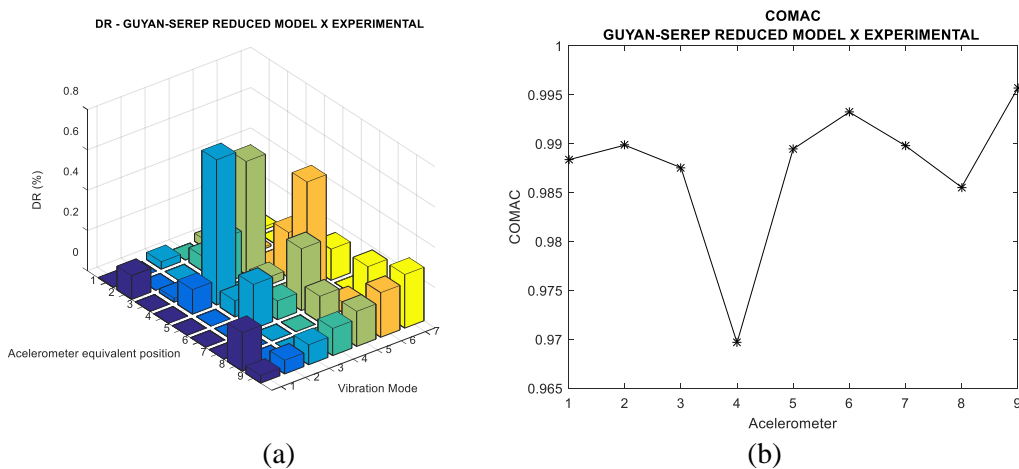 DR - GUYAN-SEREP REDUCED MODEL X EXPERIMENTAL
0.8
0.6
0.4
0.2
0
DR (%)
1
2
3
4
5
6
7
8
9
Acelerometer equivalent position
1
2
3
4
5
6
7
Vibration Mode
(a)
COMAC
GUYAN-SEREP REDUCED MODEL X EXPERIMENTAL
1
0.995
0.99
0.985
0.98
0.975
0.97
0.965
COMAC
1 2 3 4 5 6 7 8 9
Acelerometer
(b)